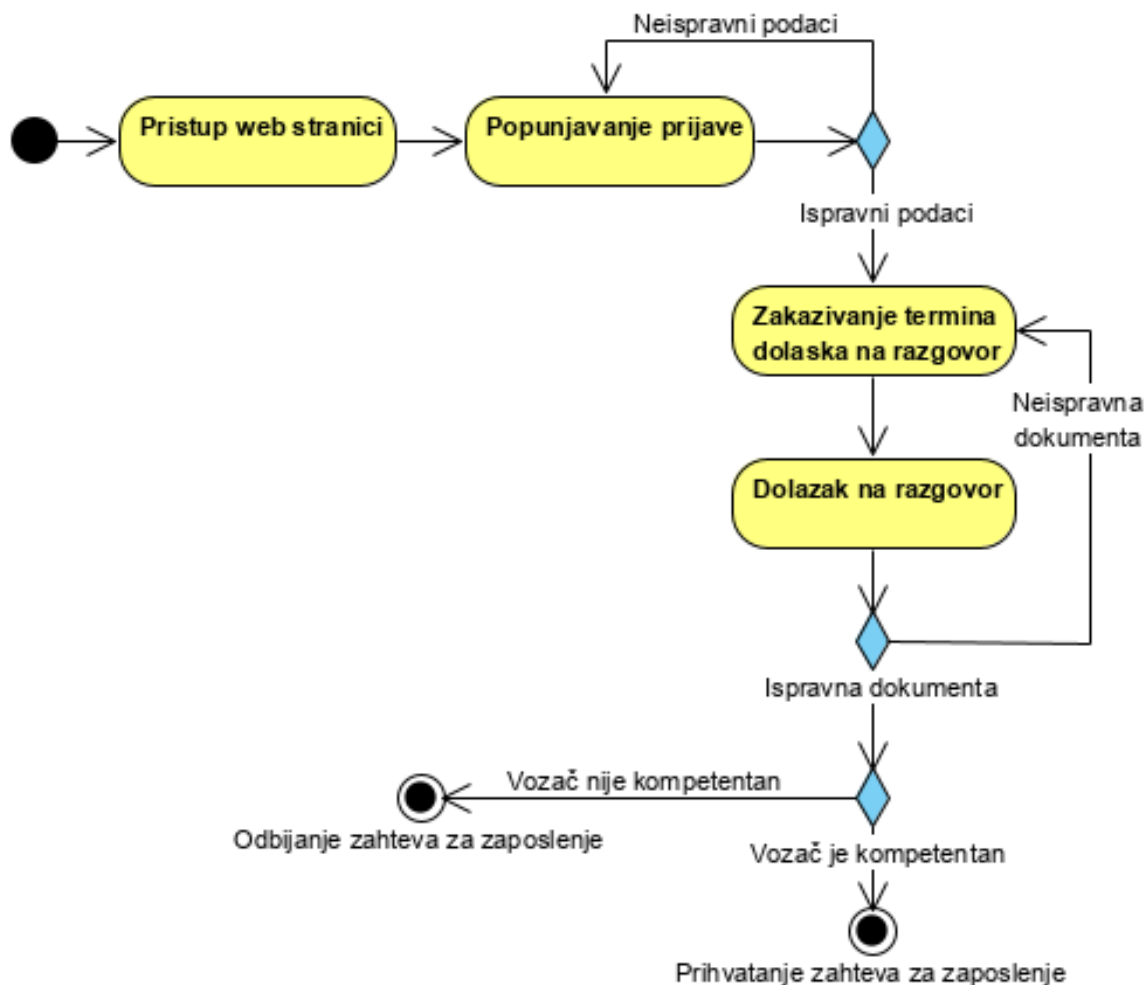 Neispravni podaci
Pristup web stranici
Popunjavanje prijave
Ispravni podaci
Zakazivanje termina
dolaska na razgovor
Neispravna
dokumenta
Dolazak na razgovor
Ispravna dokumenta
Vozač nije kompetentan
Odbijanje zahteva za zaposlenje
Vozač je kompetentan
Prihvatanje zahteva za zaposlenje